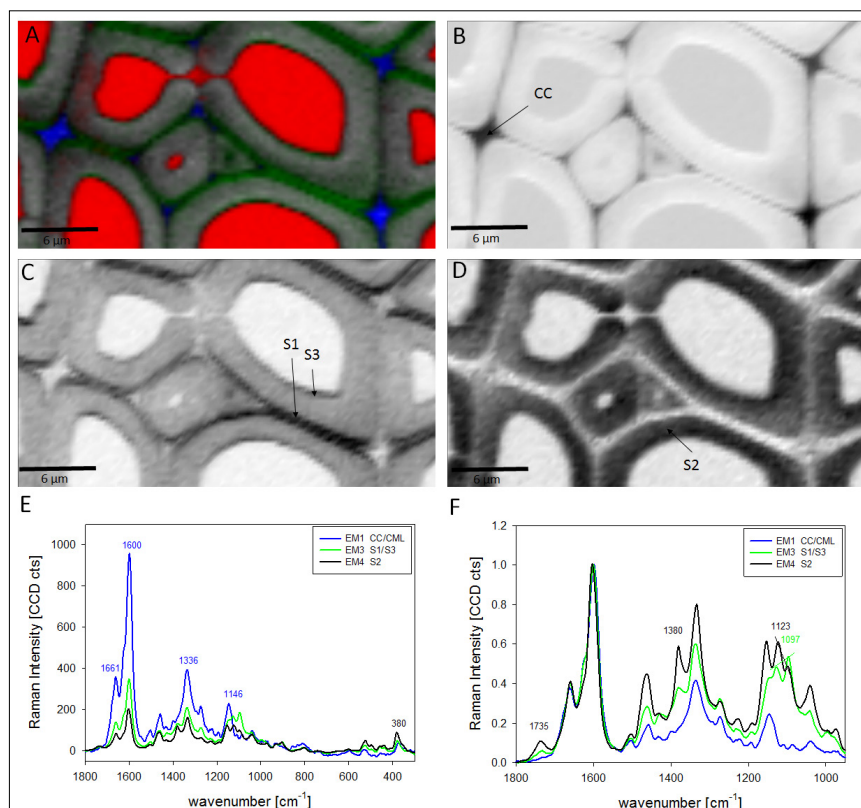 A
6 µm
B
CC
6 µm
C
S1
S3
6 µm
D
S2
6 µm
E
F
Raman Intensity [CCD cts]
1000
800
600
400
200
0
1800 1600 1400 1200 1000 800 600 400
wavenumber [cm⁻¹]
1600
1661
1336
1146
380
EM1 CC/CML
EM3 S1/S3
EM4 S2
Raman Intensity [CCD cts]
1.2
1.0
0.8
0.6
0.4
0.2
0.0
1800 1600 1400 1200 1000
wavenumber [cm⁻¹]
1735
1380
1123
1097
EM1 CC/CML
EM3 S1/S3
EM4 S2